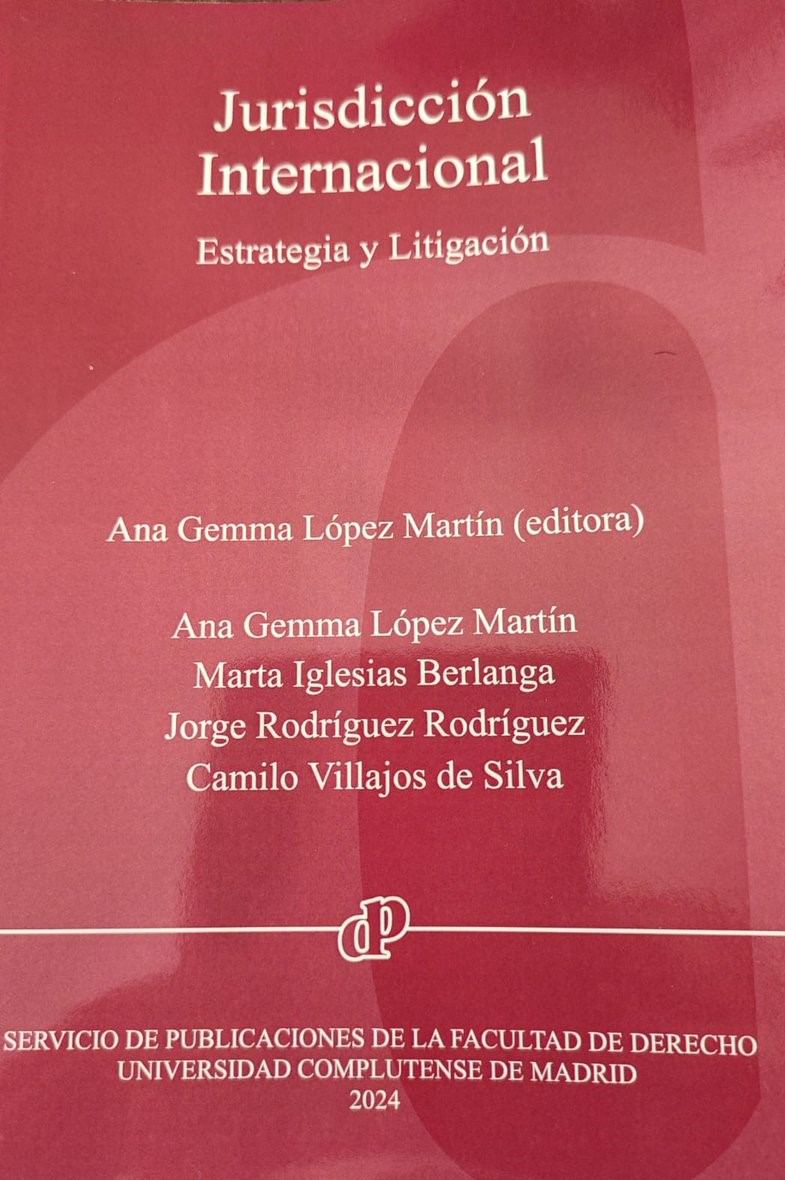 Jurisdicción
Internacional
Estrategia y Litigación
Ana Gemma López Martín (editora)
Ana Gemma López Martín
Marta Iglesias Berlanga
Jorge Rodríguez Rodríguez
Camilo Villajos de Silva
dp
SERVICIO DE PUBLICACIONES DE LA FACULTAD DE DERECHO
UNIVERSIDAD COMPLUTENSE DE MADRID
2024